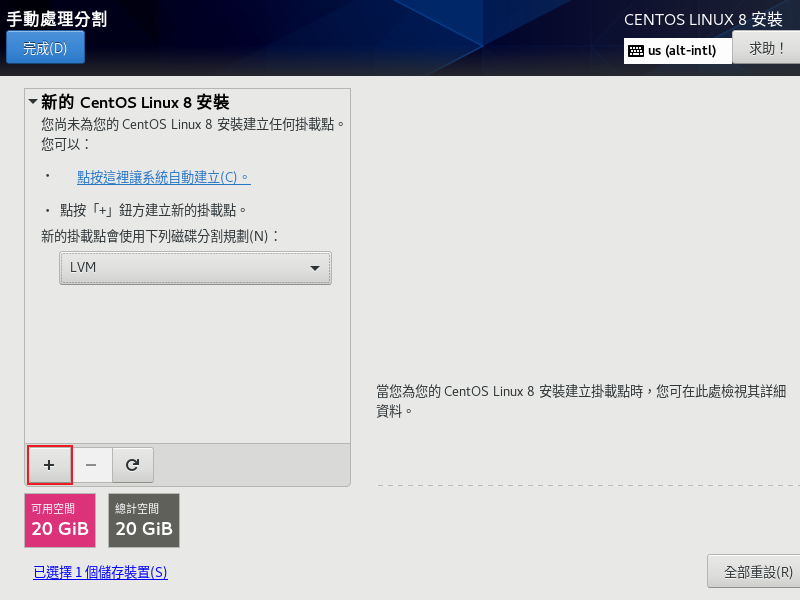 手動處理分割
CENTOS LINUX 8 安裝
完成(D)
us (alt-intl)
求助！
新的 CentOS Linux 8 安裝
您尚未為您的 CentOS Linux 8 安裝建立任何掛載點。
您可以：
• 點按這裡讓系統自動建立(C)。
• 點按「+」鈕方建立新的掛載點。
新的掛載點會使用下列磁碟分割規劃(N)：
LVM
當您為您的 CentOS Linux 8 安裝建立掛載點時，您可在此處檢視其詳細
資料。
+ −
可用空間
20 GiB
總計空間
20 GiB
已選擇 1 個儲存裝置(S)
全部重設(R)